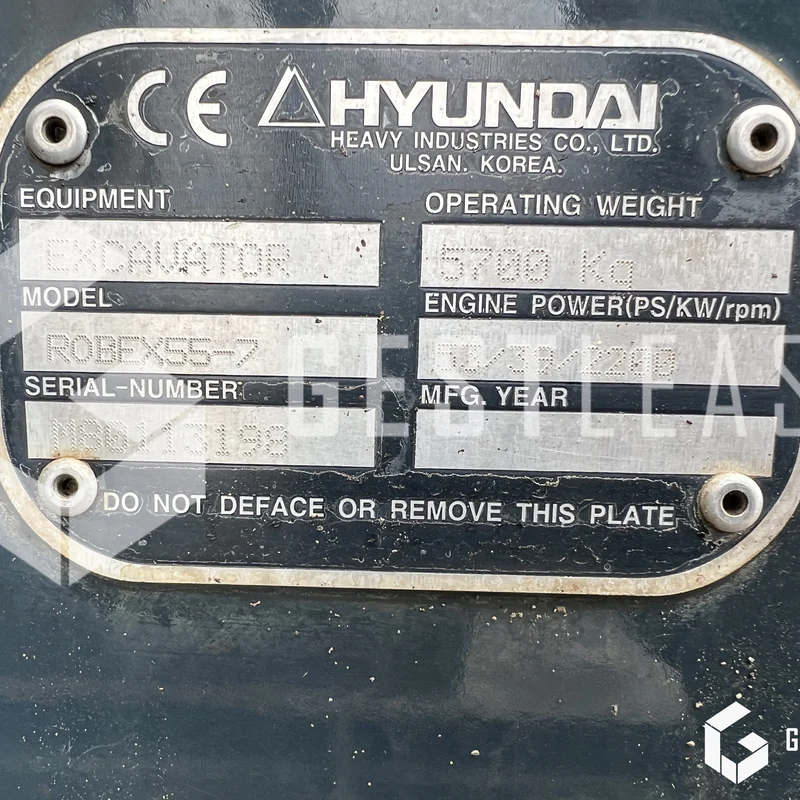 CE HYUNDAI
HEAVY INDUSTRIES CO., LTD.
ULSAN. KOREA.
EQUIPMENT OPERATING WEIGHT
EXCAVATOR 5700 Kg
MODEL ENGINE POWER(PS/KW/rpm)
ROBEX55-7
SERIAL-NUMBER MFG. YEAR
GESTLEAS
DO NOT DEFACE OR REMOVE THIS PLATE
G